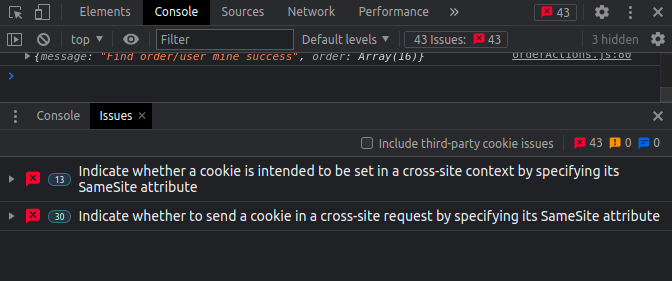 Elements Console Sources Network Performance » 43
top Filter Default levels 43 Issues: 43 3 hidden
{message: "Find order/user mine success", order: Array(16)} orderActions.js:80
Console Issues
Include third-party cookie issues 43 0 0
13 Indicate whether a cookie is intended to be set in a cross-site context by specifying its
SameSite attribute
30 Indicate whether to send a cookie in a cross-site request by specifying its SameSite attribute